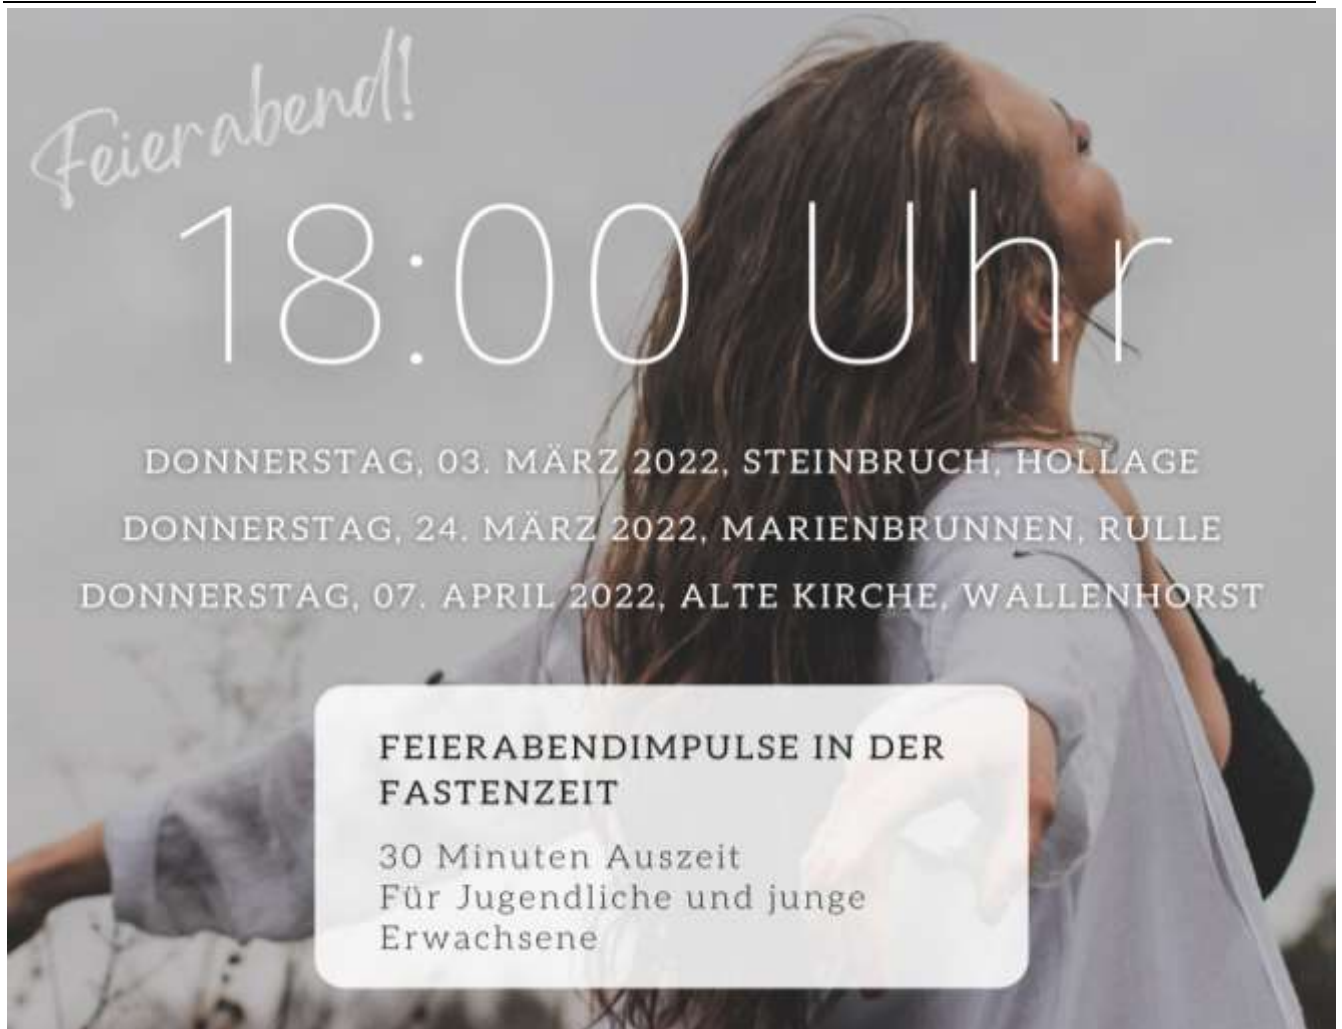 Feierabend!
18:00 Uhr
DONNERSTAG, 03. MÄRZ 2022, STEINBRUCH, HOLLAGE
DONNERSTAG, 24. MÄRZ 2022, MARIENBRUNNEN, RULLE
DONNERSTAG, 07. APRIL 2022, ALTE KIRCHE, WALLENHORST
FEIERABENDIMPULSE IN DER
FASTENZEIT
30 Minuten Auszeit
Für Jugendliche und junge
Erwachsene